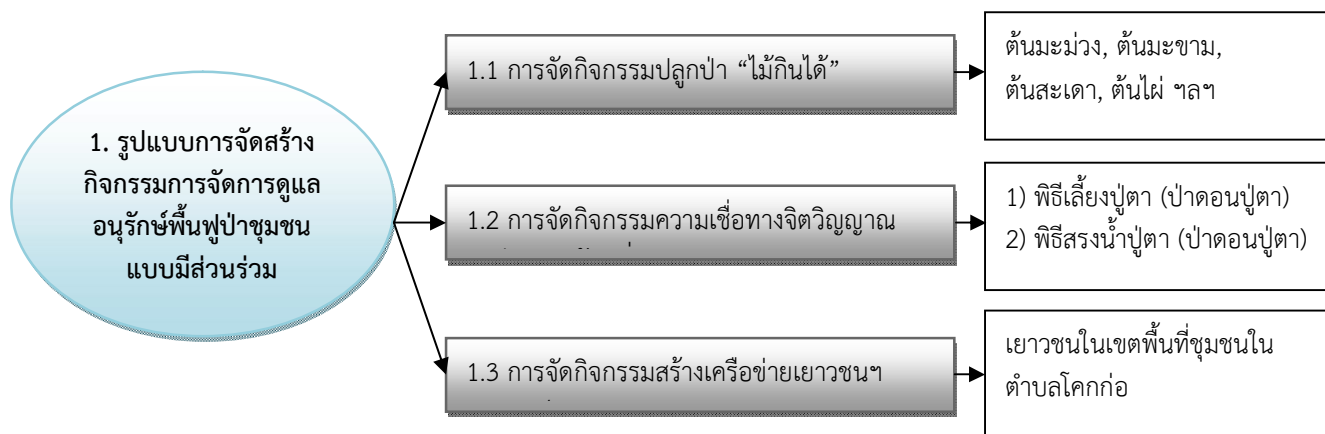 1. รูปแบบการจัดสร้าง
กิจกรรมการจัดการดูแล
อนุรักษ์พื้นฟูป่าชุมชน
แบบมีส่วนร่วม
1.1 การจัดกิจกรรมปลูกป่า “ไม้กินได้”
ต้นมะม่วง, ต้นมะขาม,
ต้นสะเดา, ต้นไผ่ ฯลฯ
1.2 การจัดกิจกรรมความเชื่อทางจิตวิญญาณ
1) พิธีเลี้ยงปู่ตา (ป่าดอนปู่ตา)
2) พิธีสรงน้ำปู่ตา (ป่าดอนปู่ตา)
1.3 การจัดกิจกรรมสร้างเครือข่ายเยาวชนฯ
เยาวชนในเขตพื้นที่ชุมชนใน
ตำบลโคกก่อ